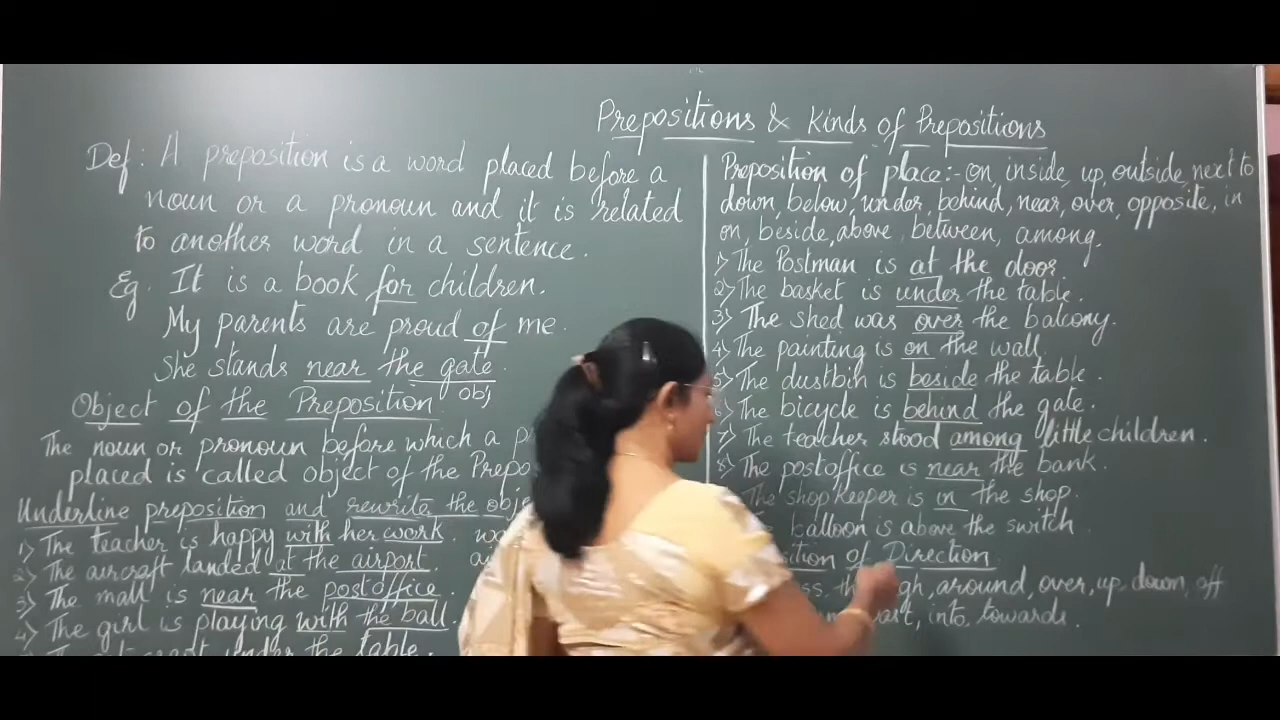 Prepositions & Kinds of Prepositions
Def: A preposition is a word placed before a
noun or a pronoun and it is related
to another word in a sentence.
Eg. It is a book for children.
My parents are proud of me.
She stands near the gate.
obj
Object of the Preposition
The noun or pronoun before which a
placed is called object of the
Underline preposition and rewrite the
1) The teacher is happy with her work.
2) The aircraft landed at the airport.
3) The mall is near the postoffice.
4) The girl is playing with the ball.
under the table.
Preposition of place:- on, inside, up, outside, next to
down, below, under, behind, near, over, opposite, in
on, beside, above, between, among.
1) The Postman is at the door.
2) The basket is under the table.
3) The shed was over the balcony.
4) The painting is on the wall
5) The dustbin is beside the table.
6) The bicycle is behind the gate.
7) The teacher stood among little children.
8) The postoffice is near the bank.
The shopkeeper is in the shop.
balloon is above the switch
of Direction
around, over, up, down, off
into, towards.